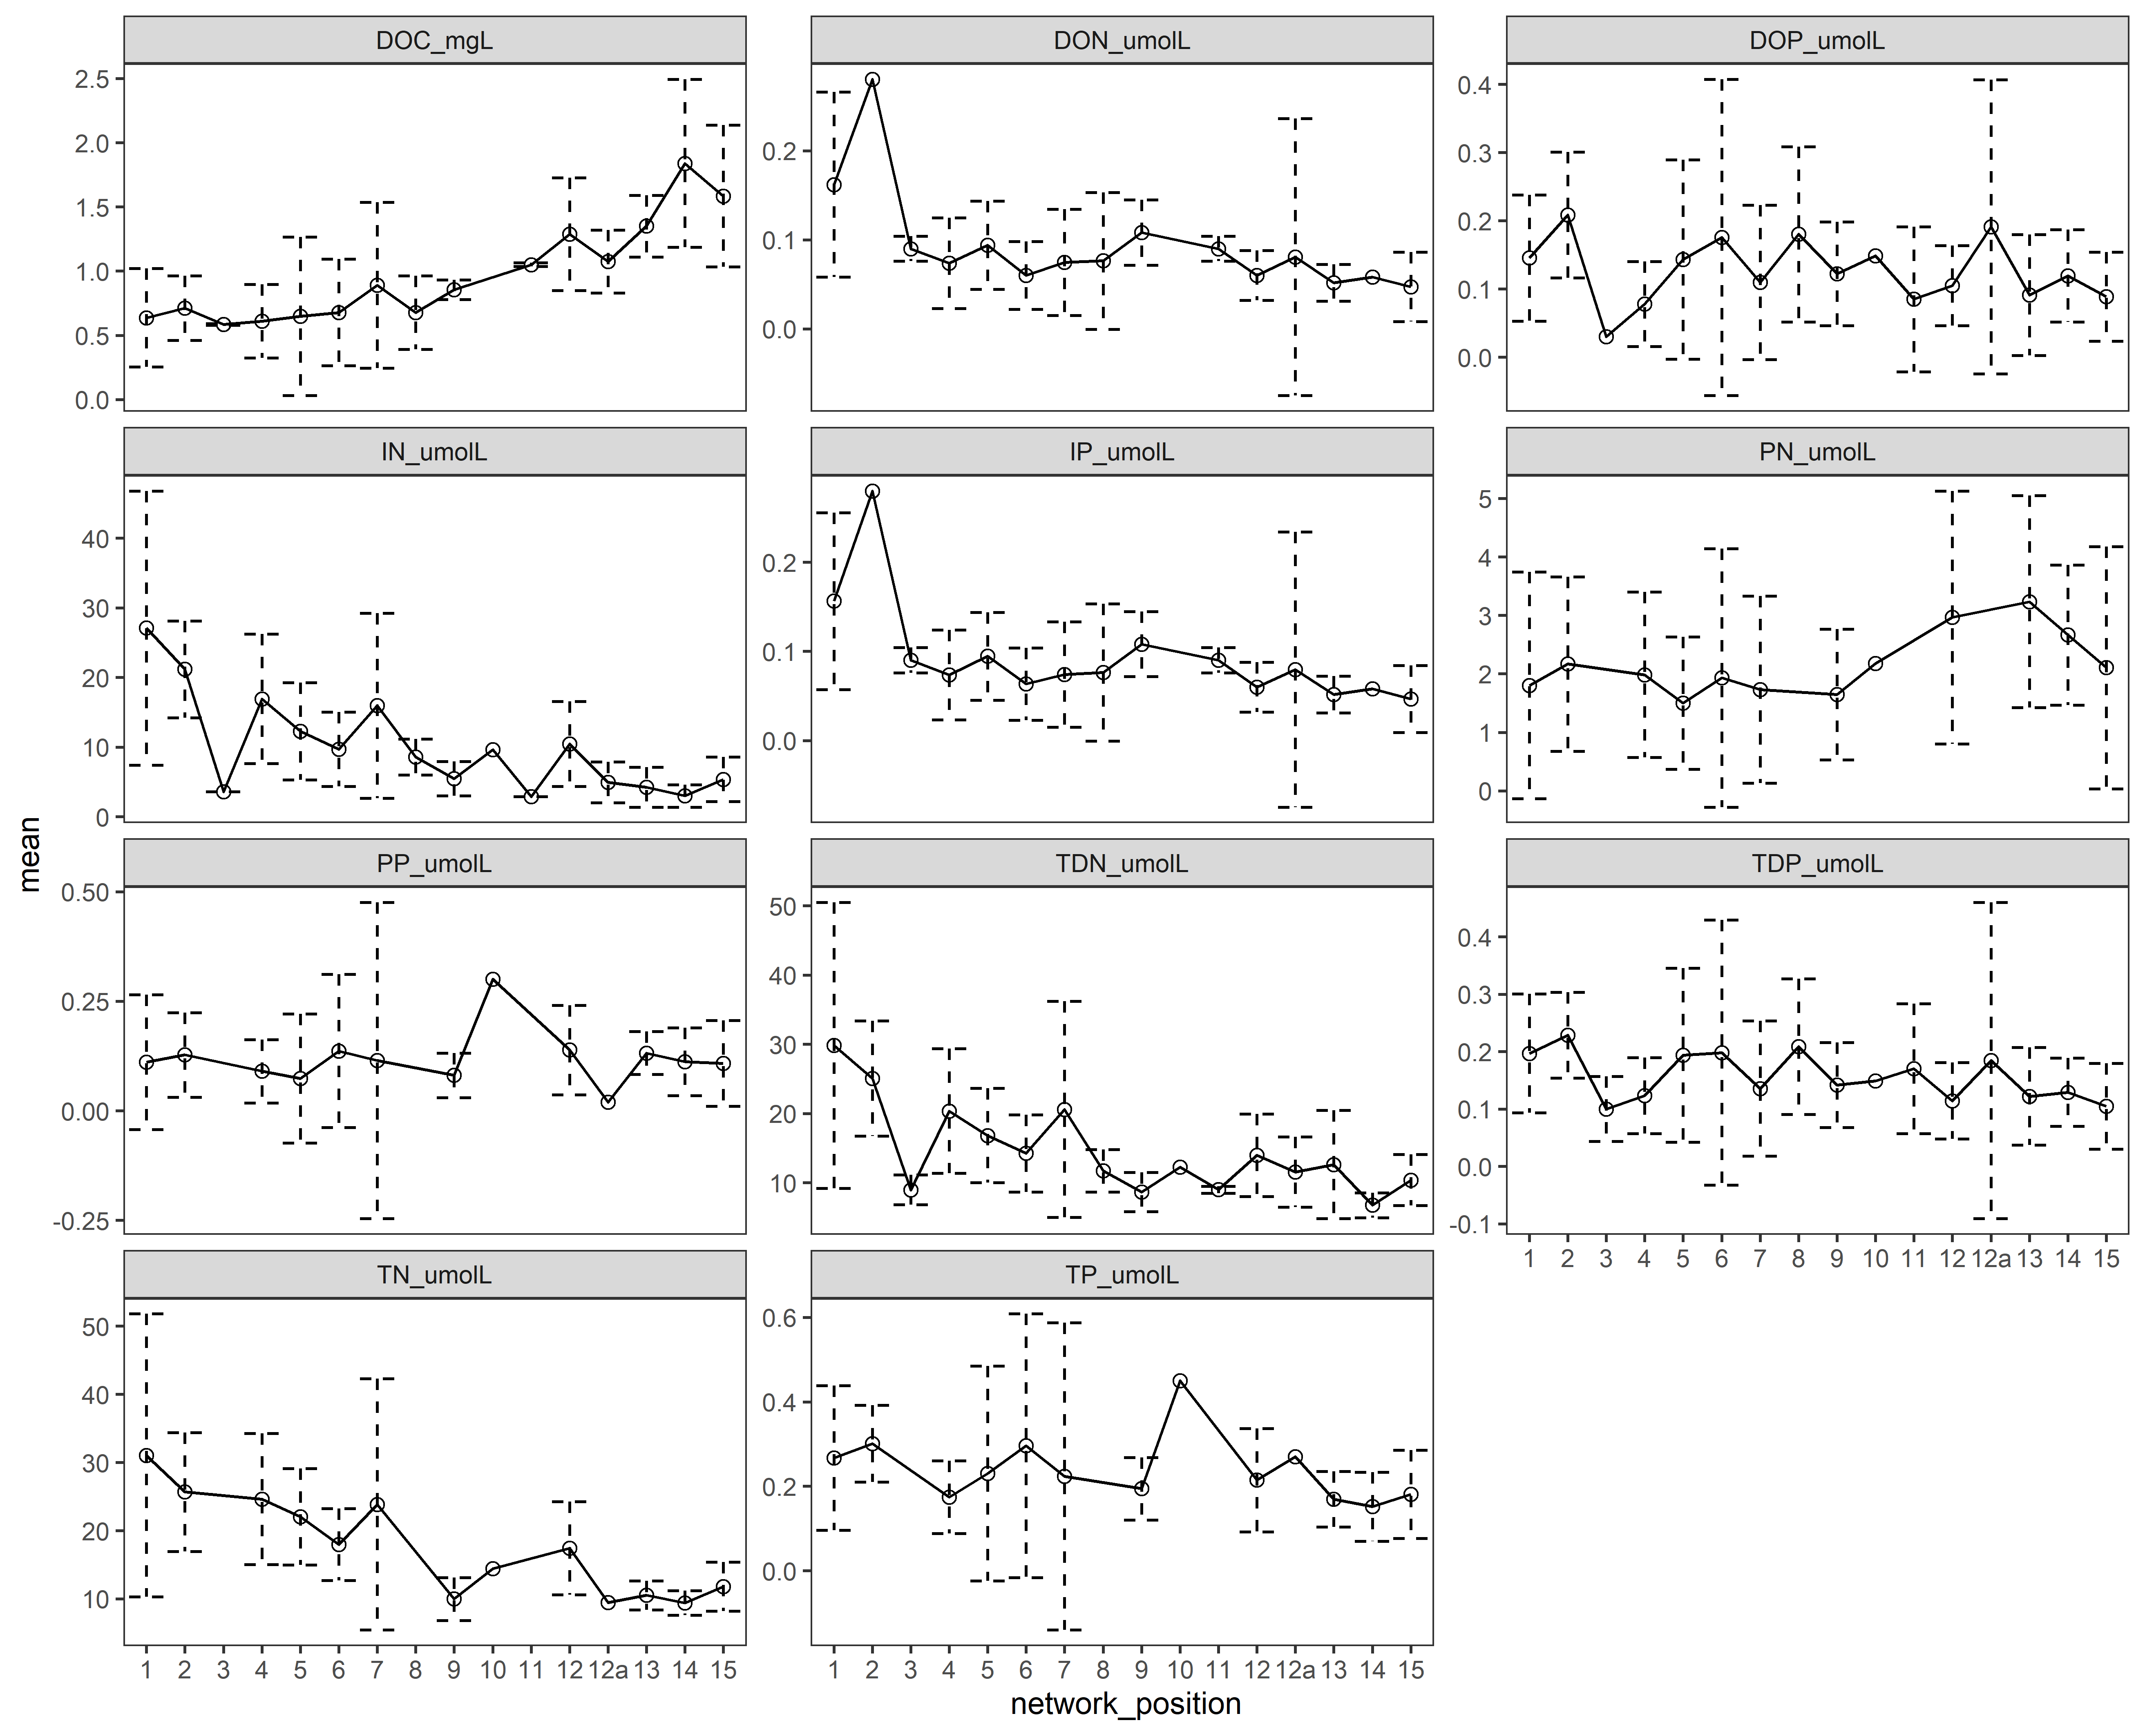 DOC_mgL DON_umolL DOP_umolL
2.5 2.0 1.5 1.0 0.5 0.0
0.2 0.1 0.0
0.4 0.3 0.2 0.1 0.0
IN_umolL IP_umolL PN_umolL
40 30 20 10 0
0.2 0.1 0.0
5 4 3 2 1 0
mean
PP_umolL TDN_umolL TDP_umolL
0.50 0.25 0.00 -0.25
50 40 30 20 10
0.4 0.3 0.2 0.1 0.0 -0.1
1 2 3 4 5 6 7 8 9 10 11 12 12a 13 14 15
TN_umolL TP_umolL
50 40 30 20 10
0.6 0.4 0.2 0.0
1 2 3 4 5 6 7 8 9 10 11 12 12a 13 14 15
1 2 3 4 5 6 7 8 9 10 11 12 12a 13 14 15
network_position